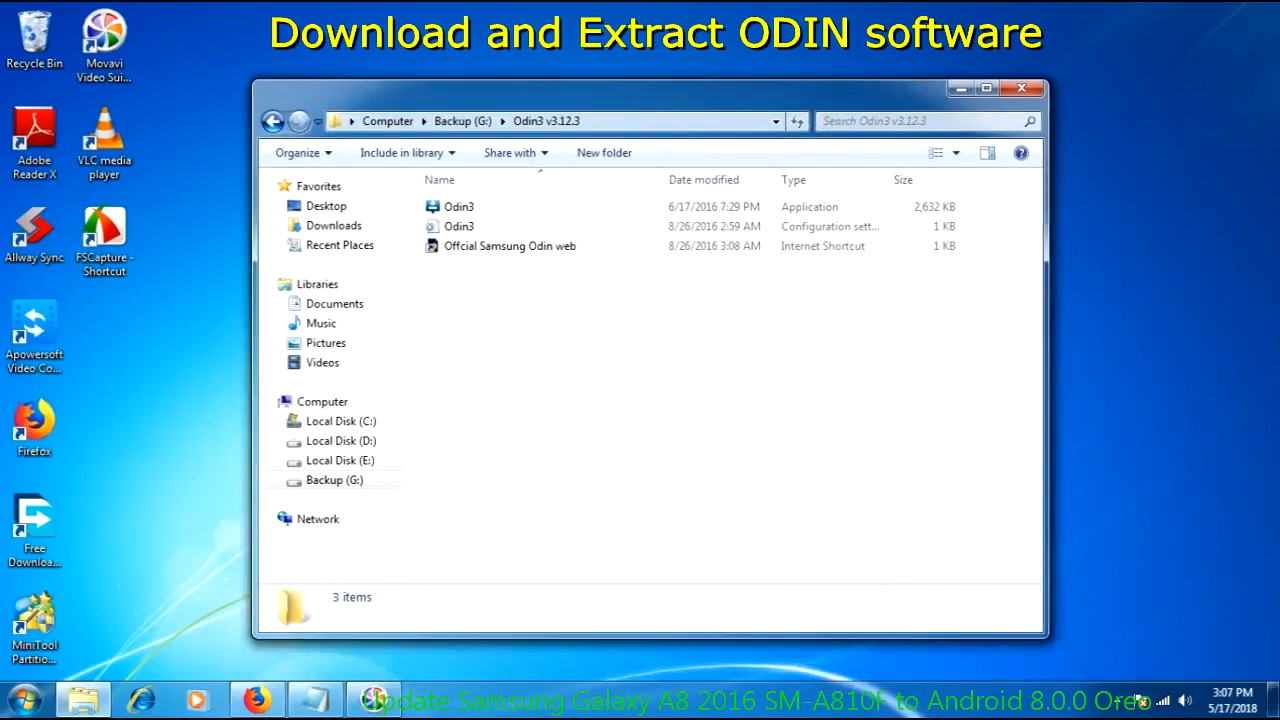 Download and Extract ODIN software
Recycle Bin
Movavi
Video Sui...
Adobe
Reader X
VLC media
player
Allway Sync
FSCapture -
Shortcut
Apowersoft
Video Co...
Firefox
Free
Downloa...
MiniTool
Partitio...
Computer
Backup (G:)
Odin3 v3.12.3
Search Odin3 v3.12.3
Organize
Include in library
Share with
New folder
Name Date modified Type Size
Odin3 6/17/2016 7:29 PM Application 2,632 KB
Odin3 8/26/2016 2:59 AM Configuration sett... 1 KB
Offcial Samsung Odin web 8/26/2016 3:08 AM Internet Shortcut 1 KB
Favorites
Desktop
Downloads
Recent Places
Libraries
Documents
Music
Pictures
Videos
Computer
Local Disk (C:)
Local Disk (D:)
Local Disk (E:)
Backup (G:)
Network
3 items
Update Samsung Galaxy A8 2016 SM-A810F to Android 8.0.0 Oreo
3:07 PM
5/17/2018